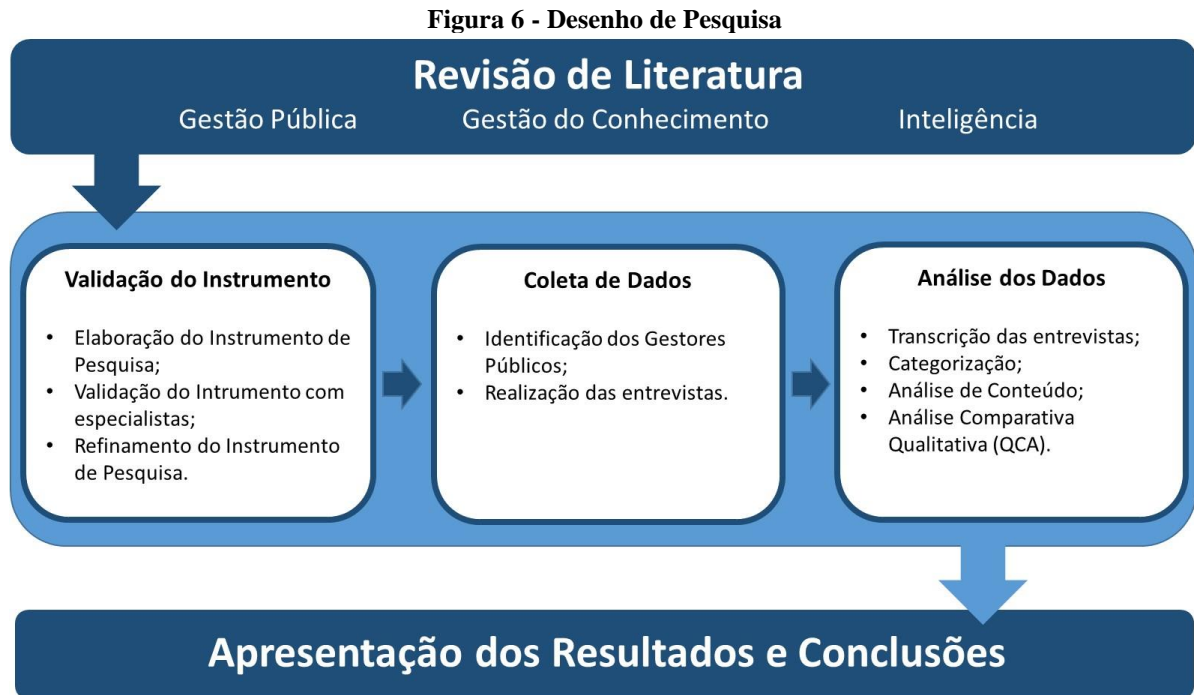 Figura 6 - Desenho de Pesquisa
Revisão de Literatura
Gestão Pública Gestão do Conhecimento Inteligência
Validação do Instrumento
• Elaboração do Instrumento de
Pesquisa;
• Validação do Intrumento com
especialistas;
• Refinamento do Instrumento
de Pesquisa.
Coleta de Dados
• Identificação dos Gestores
Públicos;
• Realização das entrevistas.
Análise dos Dados
• Transcrição das entrevistas;
• Categorização;
• Análise de Conteúdo;
• Análise Comparativa
Qualitativa (QCA).
Apresentação dos Resultados e Conclusões